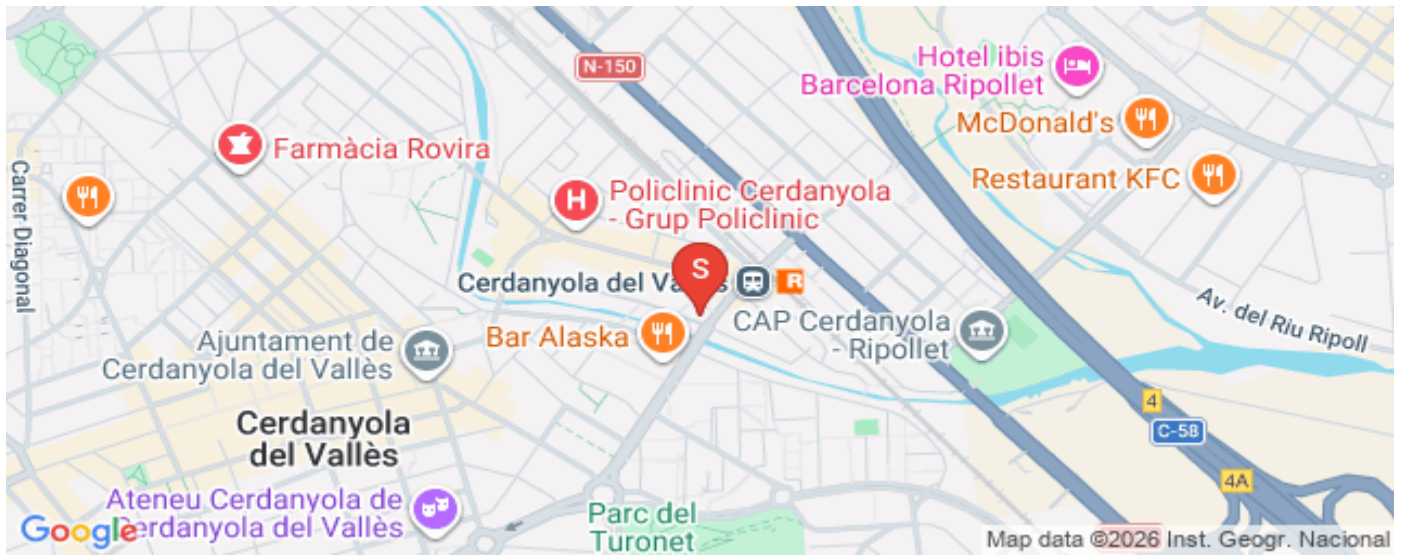 N-150
Hotel ibis
Barcelona Ripollet
McDonald's
Farmàcia Rovira
Carrer Diagonal
Restaurant KFC
Policlinic Cerdanyola
- Grup Policlinic
S
Cerdanyola del Va s
R
Av. del Riu Ripoll
Bar Alaska
CAP Cerdanyola
- Ripollet
Ajuntament de
Cerdanyola del Vallès
4
C-58
Cerdanyola
del Vallès
4A
Ateneu Cerdanyola de
Cerdanyola del Vallès
Parc del
Turonet
Google
Map data ©2026 Inst. Geogr. Nacional